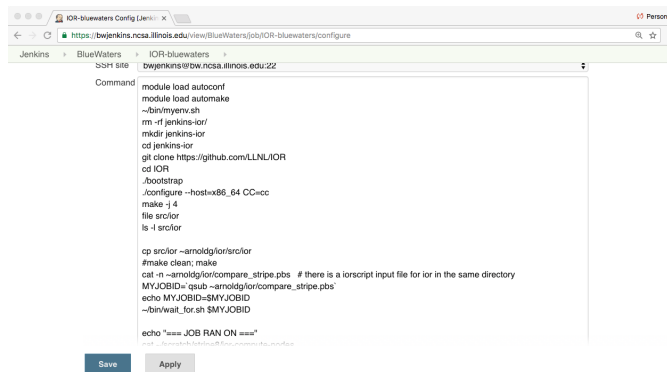 IOR-bluewaters Config [Jenkin
Person
https://bwjenkins.ncsa.illinois.edu/view/BlueWaters/job/IOR-bluewaters/configure
Jenkins BlueWaters IOR-bluewaters
SSH site bwjenkins@bw.ncsa.illinois.edu:22
Command
module load autoconf
module load automake
~/bin/myenv.sh
rm -rf jenkins-ior/
mkdir jenkins-ior
cd jenkins-ior
git clone https://github.com/LLNL/IOR
cd IOR
./bootstrap
./configure --host=x86_64 CC=cc
make -j 4
file src/ior
ls -l src/ior
cp src/ior ~arnoldg/ior/src/ior
#make clean; make
cat -n ~arnoldg/ior/compare_stripe.pbs # there is a iorscript input file for ior in the same directory
MYJOBID=`qsub ~arnoldg/ior/compare_stripe.pbs`
echo MYJOBID=$MYJOBID
~/bin/wait_for.sh $MYJOBID
echo "=== JOB RAN ON ==="
Save Apply